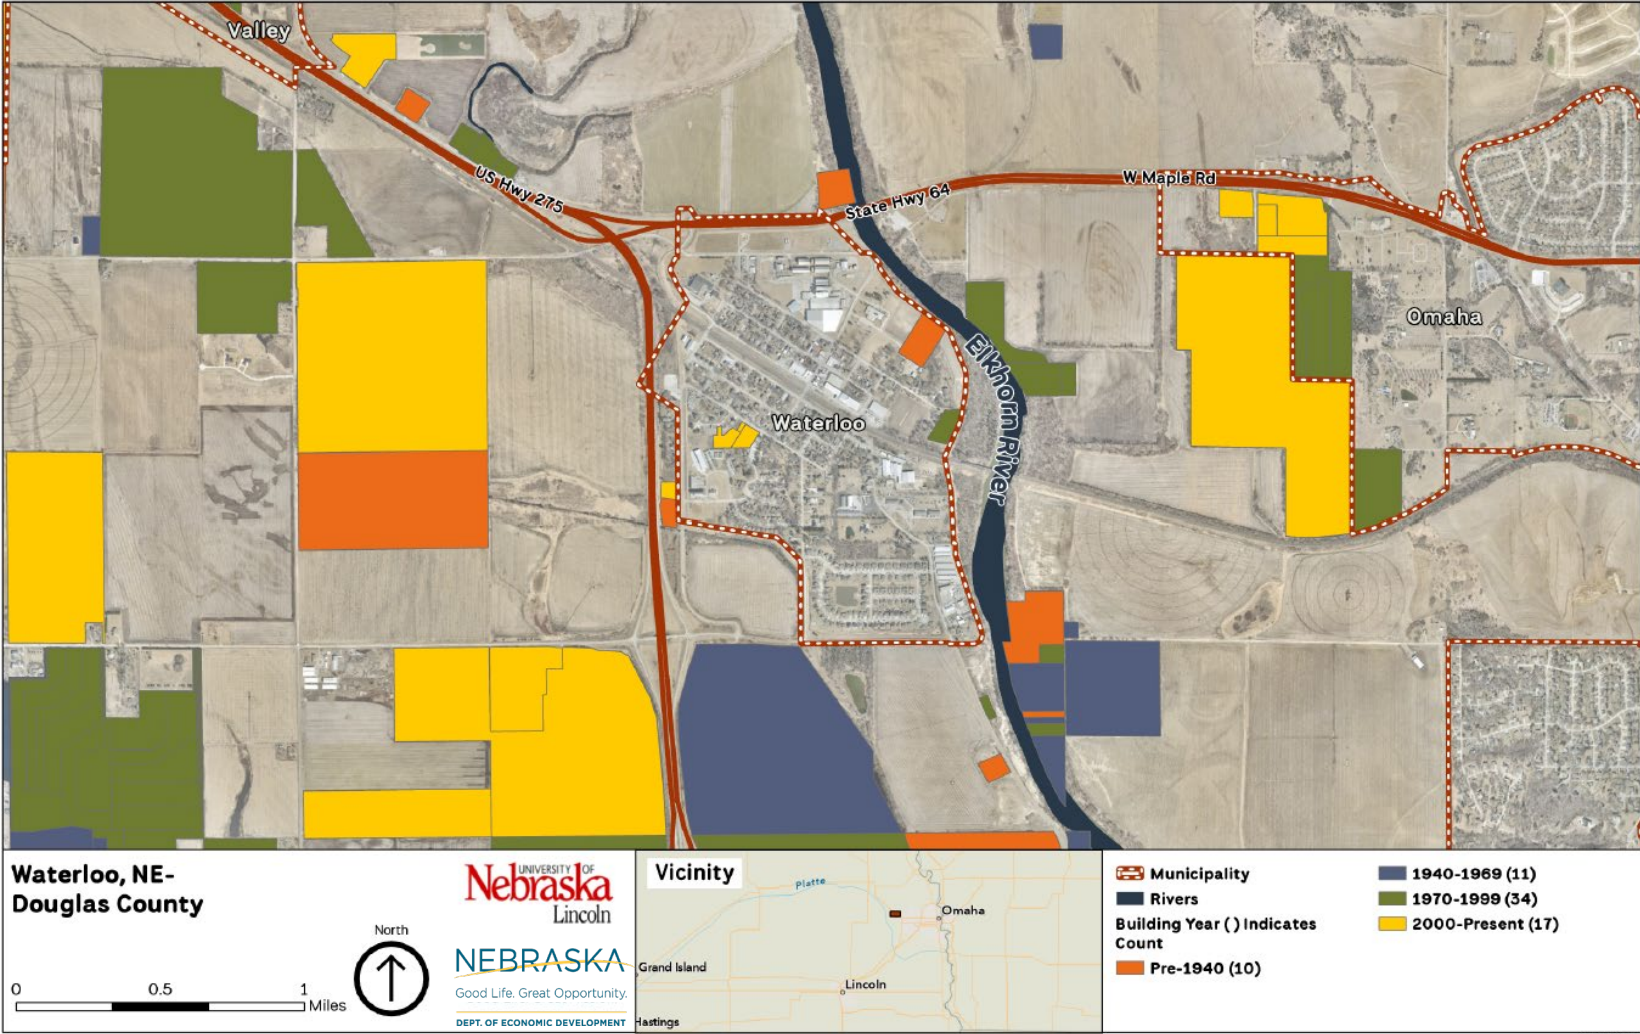 Valley
US Hwy 275
State Hwy 64
W Maple Rd
Omaha
Elkhorn River
Waterloo
Waterloo, NE-
Douglas County
0 0.5 1 Miles
North
UNIVERSITY OF
Nebraska
Lincoln
NEBRASKA
Good Life. Great Opportunity.
DEPT. OF ECONOMIC DEVELOPMENT
Vicinity
Platte
Omaha
Grand Island
Lincoln
Hastings
Municipality
Rivers
Building Year ( ) Indicates
Count
Pre-1940 (10)
1940-1969 (11)
1970-1999 (34)
2000-Present (17)